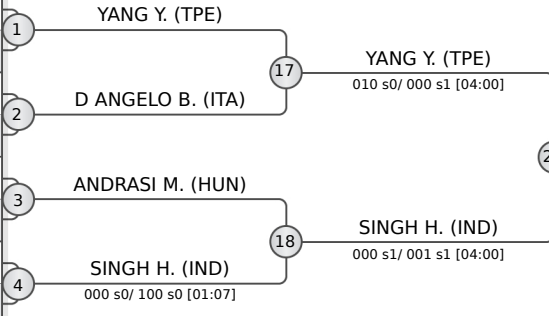 YANG Y. (TPE)
1
17
YANG Y. (TPE)
010 s0/ 000 s1 [04:00]
D ANGELO B. (ITA)
2
ANDRASI M. (HUN)
3
18
SINGH H. (IND)
000 s1/ 001 s1 [04:00]
SINGH H. (IND)
4
000 s0/ 100 s0 [01:07]